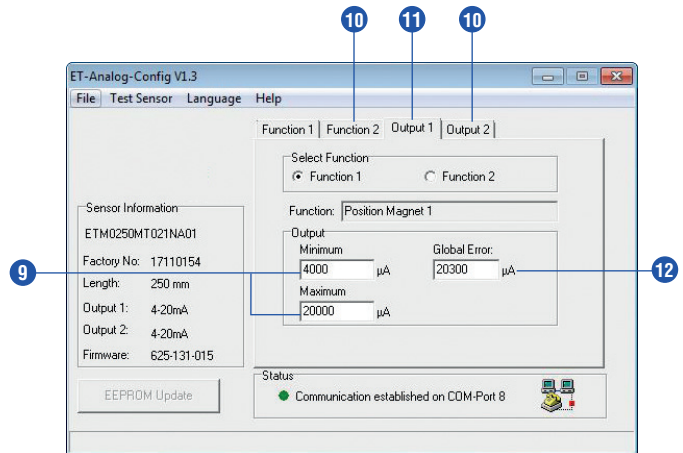 10 11 10
ET-Analog-Config V1.3
File Test Sensor Language Help
Function 1 Function 2 Output 1 Output 2
Select Function
Function 1 Function 2
Function: Position Magnet 1
Output
Minimum Global Error:
4000 µA 20300 µA
Maximum
20000 µA
9
12
Sensor Information
ETM0250MT021NA01
Factory No: 17110154
Length: 250 mm
Output 1: 4-20mA
Output 2: 4-20mA
Firmware: 625-131-015
EEPROM Update
Status
Communication established on COM-Port 8